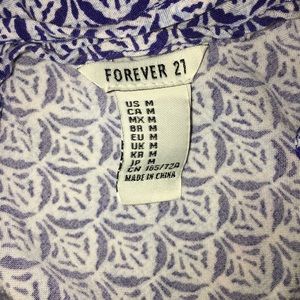 FOREVER 21
US M
CA M
MX M
BR M
EU M
UK M
KR M
JP M
CN 165/72A
MADE IN CHINA